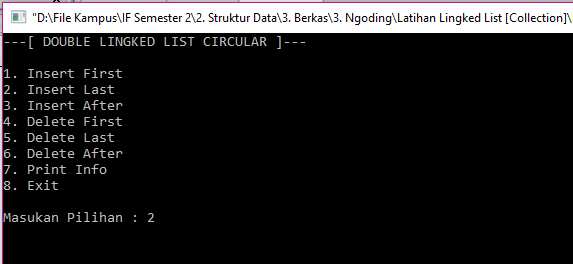 "D:\File Kampus\IF Semester 2\2. Struktur Data\3. Berkas\3. Ngoding\Latihan Lingked List [Collection]\
---[ DOUBLE LINGKED LIST CIRCULAR ]---
1. Insert First
2. Insert Last
3. Insert After
4. Delete First
5. Delete Last
6. Delete After
7. Print Info
8. Exit
Masukan Pilihan : 2